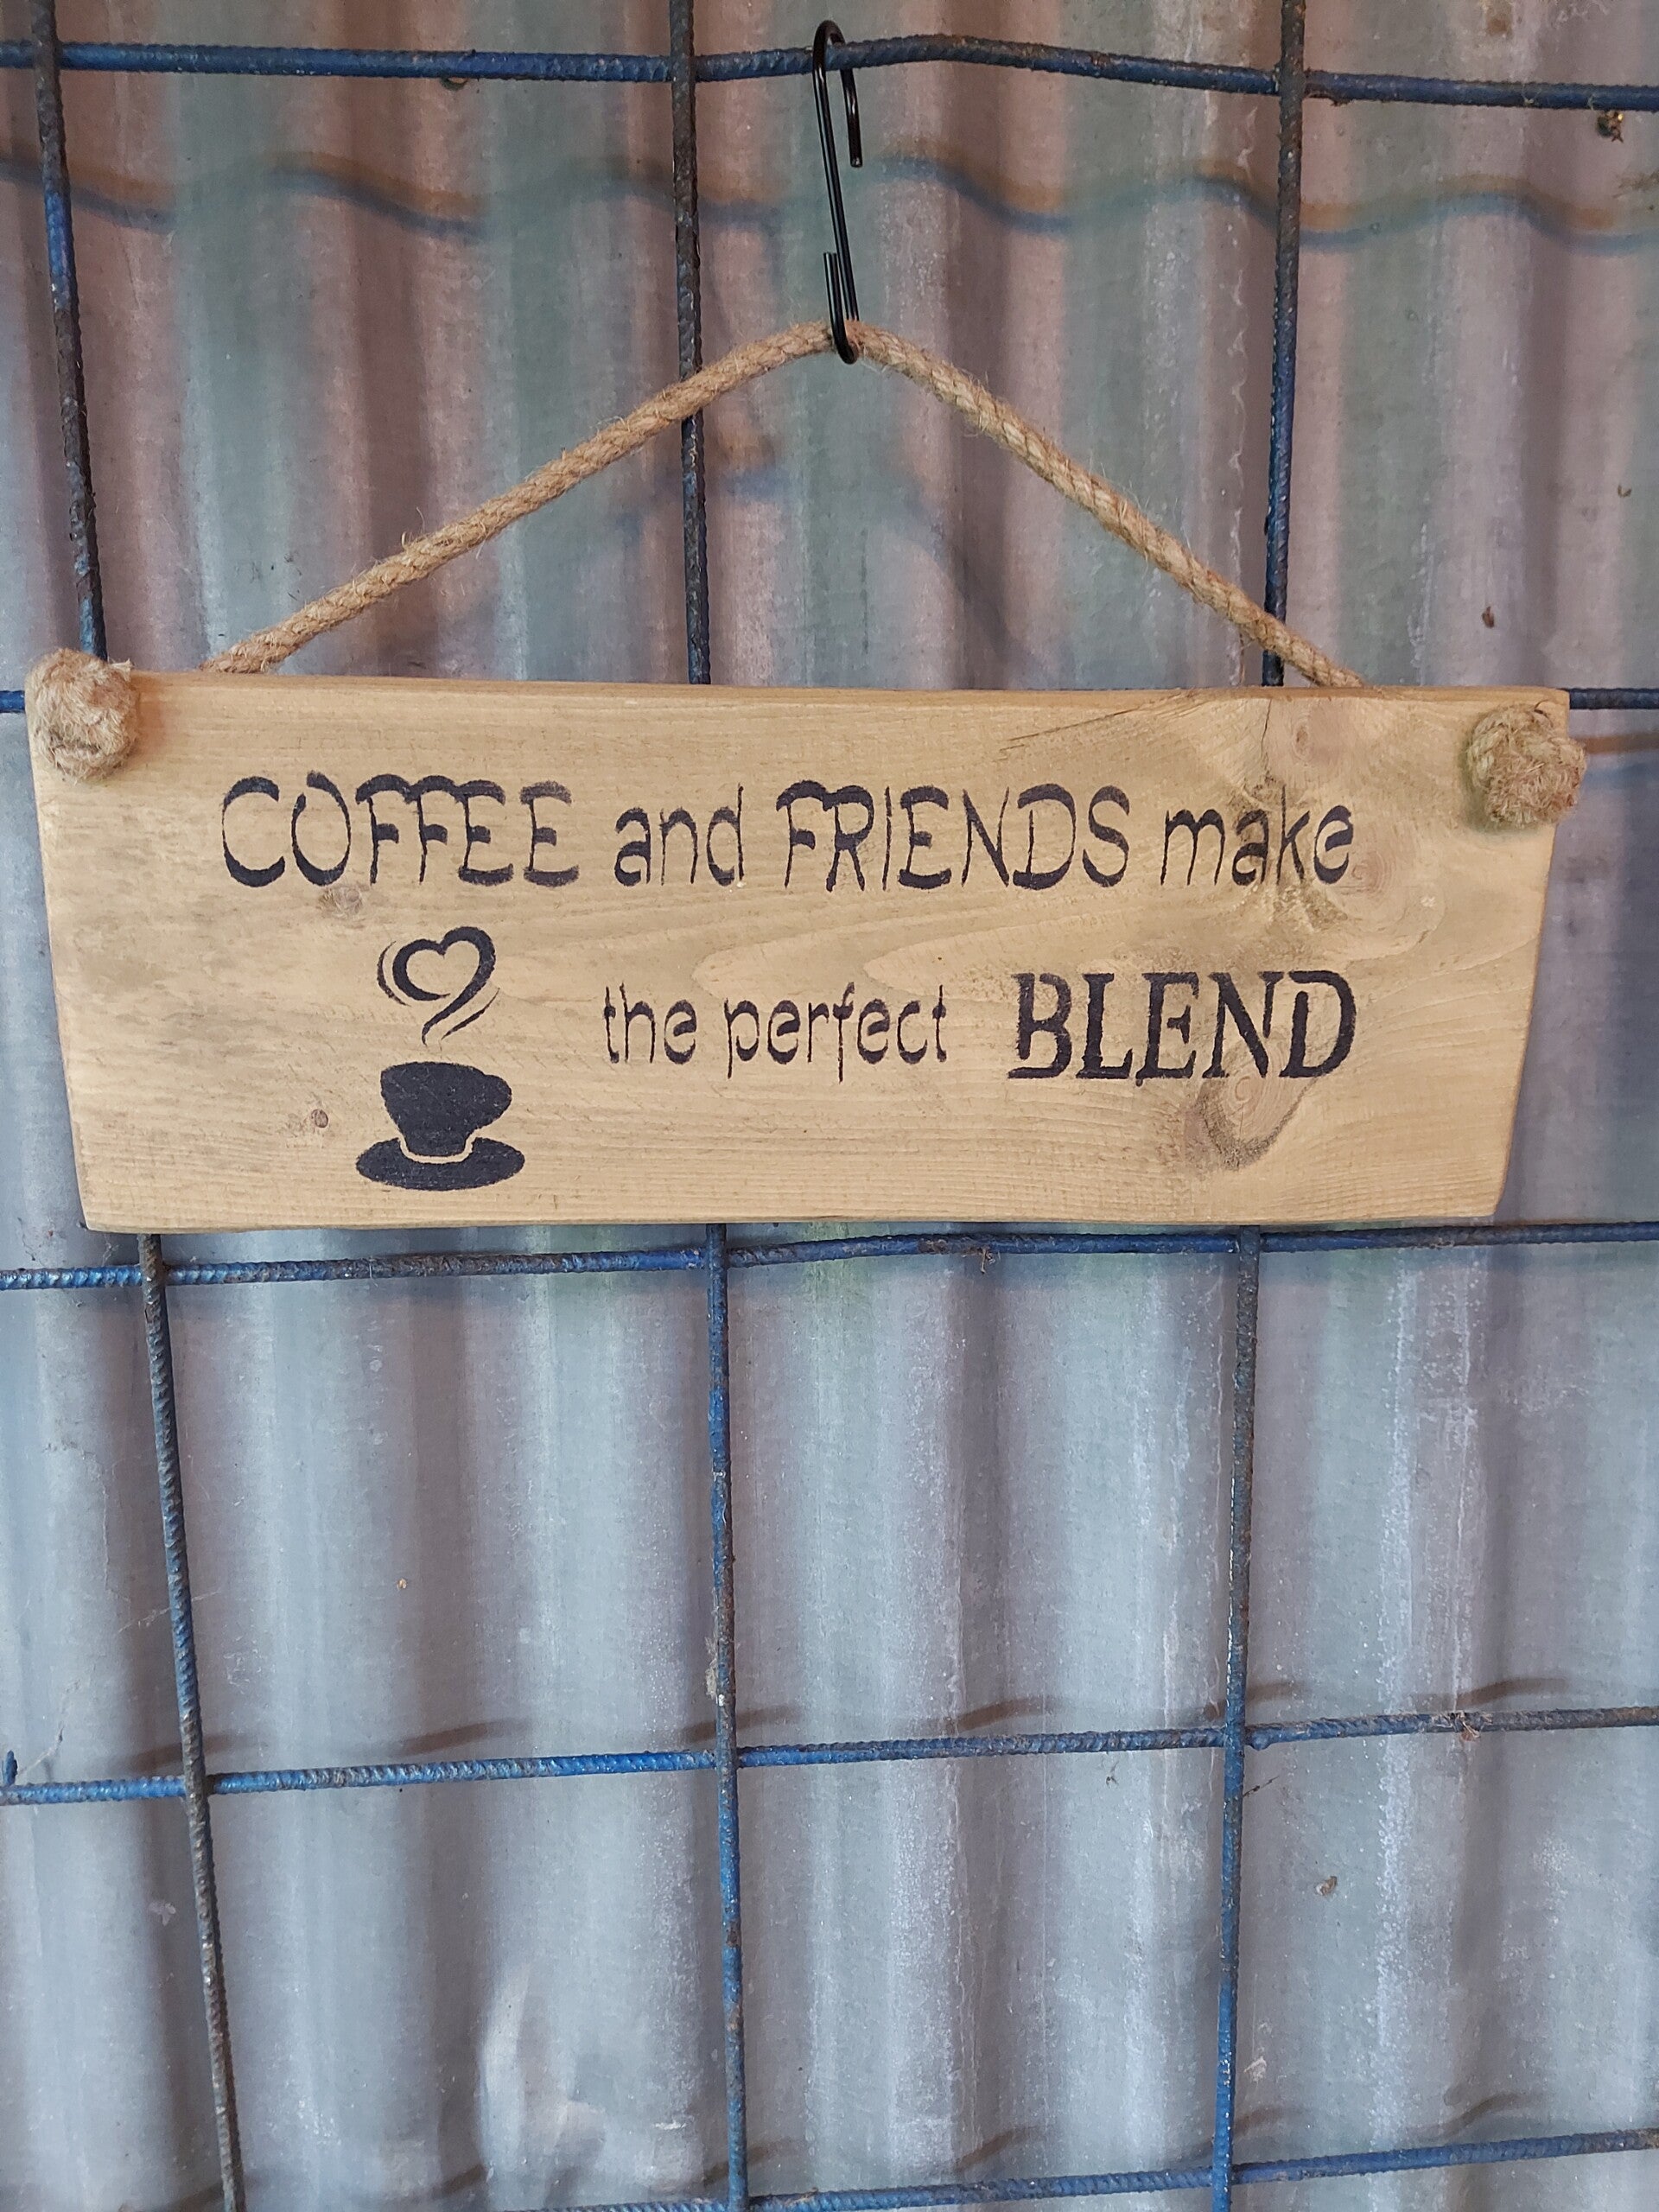 COFFEE and FRIENDS make
the perfect BLEND